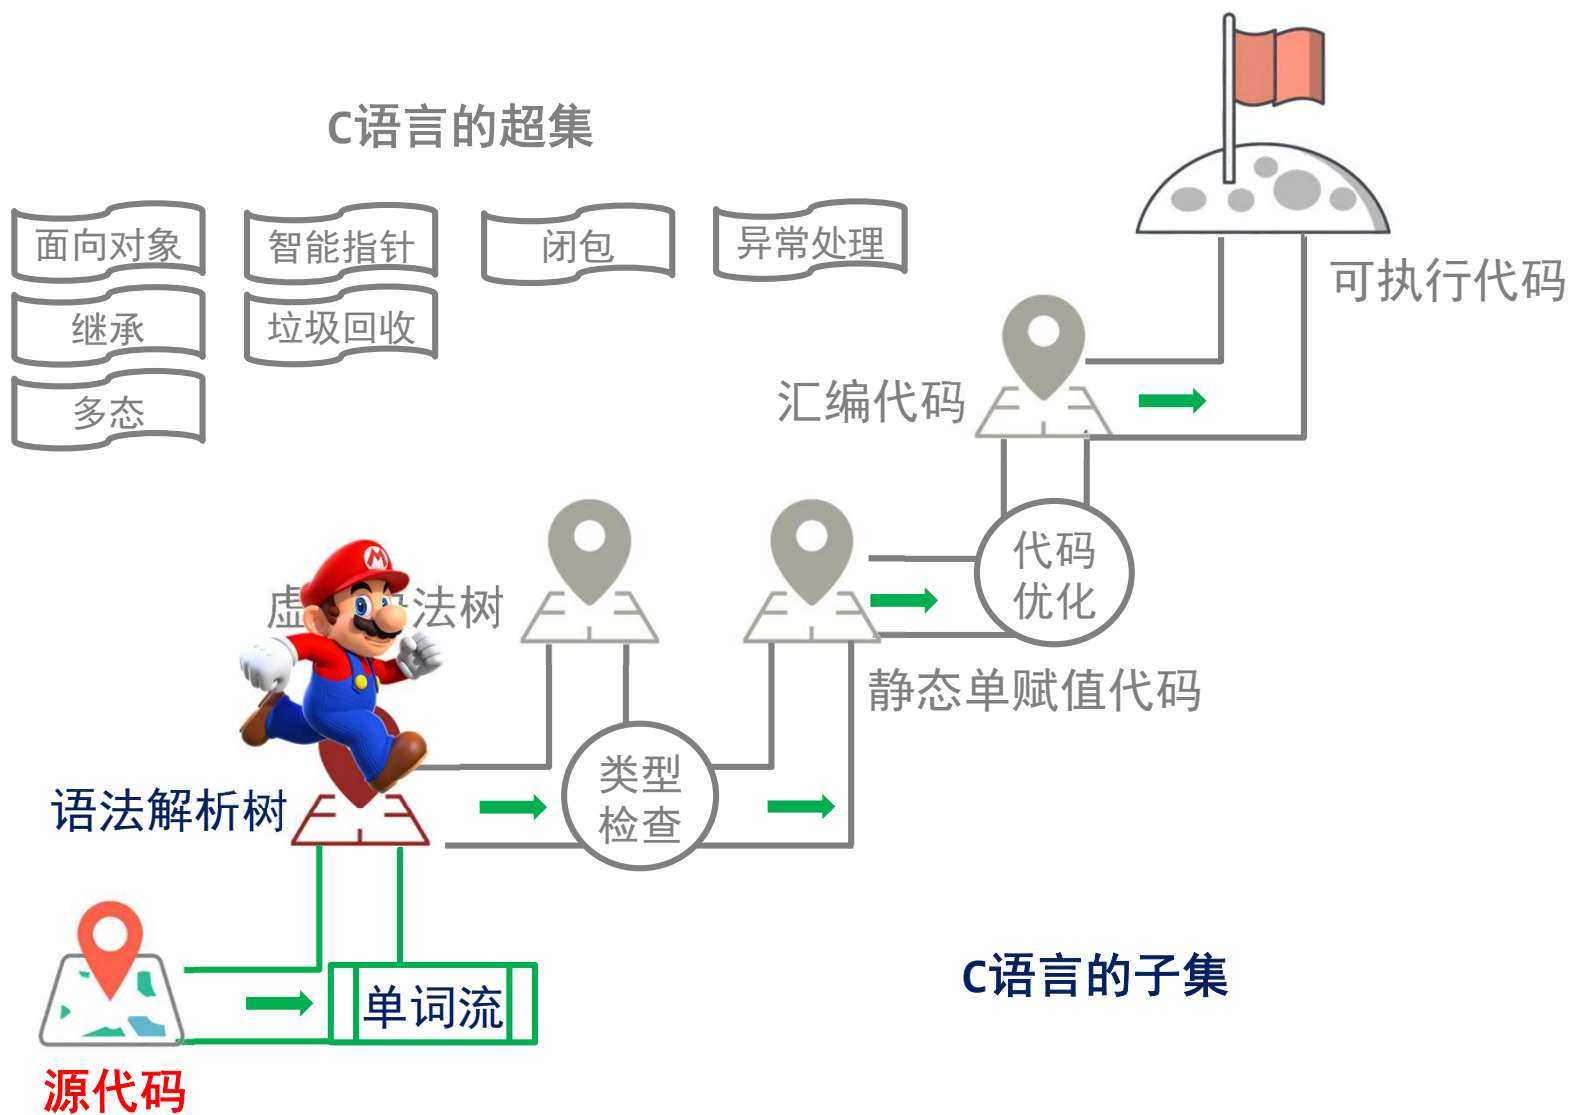 C语言的超集
面向对象
智能指针
闭包
异常处理
继承
垃圾回收
多态
可执行代码
汇编代码
代码
优化
虚
法树
M
静态单赋值代码
类型
检查
语法解析树
单词流
C语言的子集
源代码